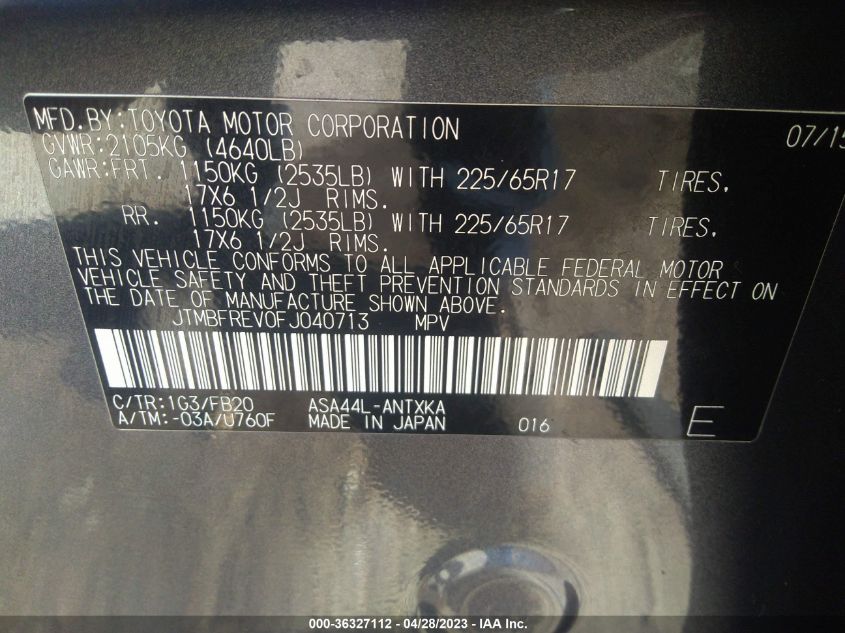 MFD.BY:TOYOTA MOTOR CORPORATION 07/15
GVWR:2105KG (4640LB)
GAWR:FRT. 1150KG (2535LB) WITH 225/65R17 TIRES.
17X6 1/2J RIMS.
RR. 1150KG (2535LB) WITH 225/65R17 TIRES.
17X6 1/2J RIMS.
THIS VEHICLE CONFORMS TO ALL APPLICABLE FEDERAL MOTOR
VEHICLE SAFETY AND THEFT PREVENTION STANDARDS IN EFFECT ON
THE DATE OF MANUFACTURE SHOWN ABOVE.
JTMBFREV0FJ040713 MPV
C/TR:1G3/FB20 ASA44L-ANTXKA
A/TM:-03A/U760F MADE IN JAPAN 016 E
000-36327112 - 04/28/2023 - IAA Inc.